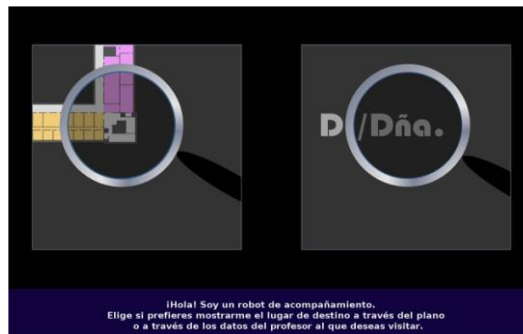 D/Dña.
¡Hola! Soy un robot de acompañamiento.
Elige si prefieres mostrarme el lugar de destino a través del plano
o a través de los datos del profesor al que deseas visitar.